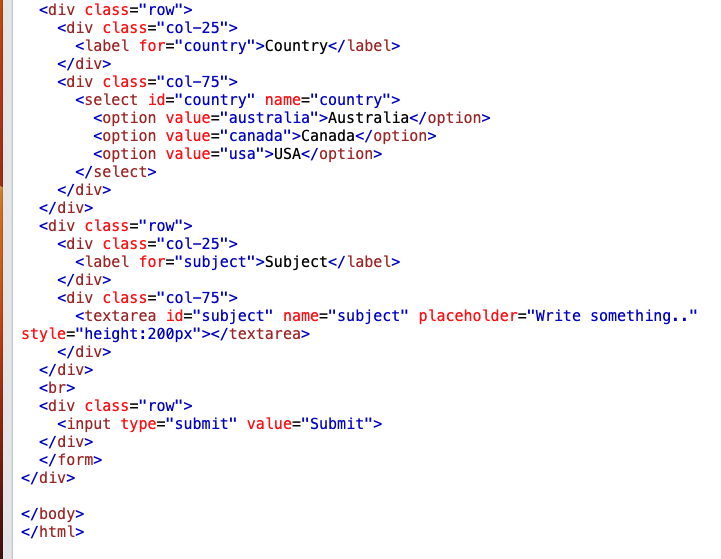 <div class="row">
<div class="col-25">
<label for="country">Country</label>
</div>
<div class="col-75">
<select id="country" name="country">
<option value="australia">Australia</option>
<option value="canada">Canada</option>
<option value="usa">USA</option>
</select>
</div>
</div>
<div class="row">
<div class="col-25">
<label for="subject">Subject</label>
</div>
<div class="col-75">
<textarea id="subject" name="subject" placeholder="Write something.."
style="height:200px"></textarea>
</div>
</div>
<br>
<div class="row">
<input type="submit" value="Submit">
</div>
</form>
</div>

</body>
</html>